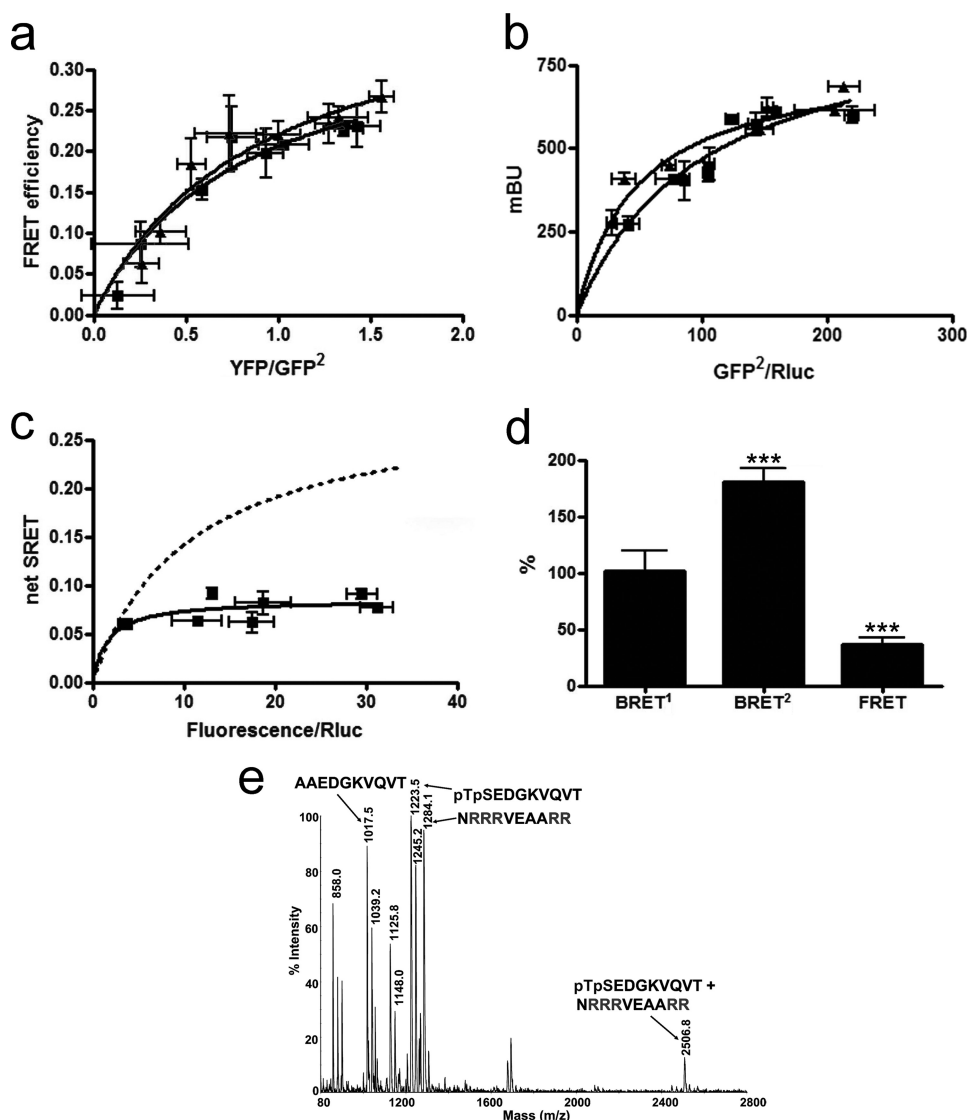 a
0.30
0.25
0.20
0.15
0.10
0.05
0.00
FRET efficiency
0.0 0.5 1.0 1.5 2.0
YFP/GFP²
b
750
500
250
0
mBU
0 100 200 300
GFP²/Rluc
c
0.25
0.20
0.15
0.10
0.05
0.00
net SRET
0 10 20 30 40
Fluorescence/Rluc
d
200
150
100
50
0
%
***
***
BRET¹ BRET² FRET
e
AAEDGKVQVT
pTpSEDGKVQVT
NRRRVEAARR
100
80
60
40
20
0
% Intensity
858.0
1017.5
1039.2
1125.8
1148.0
1223.5
1245.2
1284.1
pTpSEDGKVQVT +
NRRRVEAARR
2506.8
80 1200 1600 2000 2400 2800
Mass (m/z)